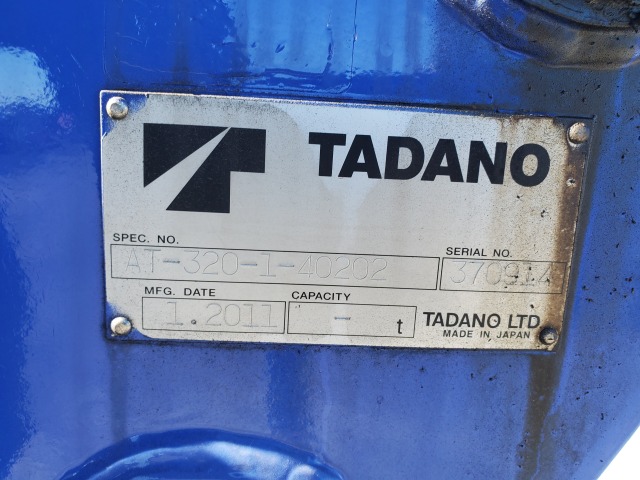 TADANO
SPEC. NO.
AT-320-1-40202
SERIAL NO.
370914
MFG. DATE
1.2011
CAPACITY
— t
TADANO LTD.
MADE IN JAPAN